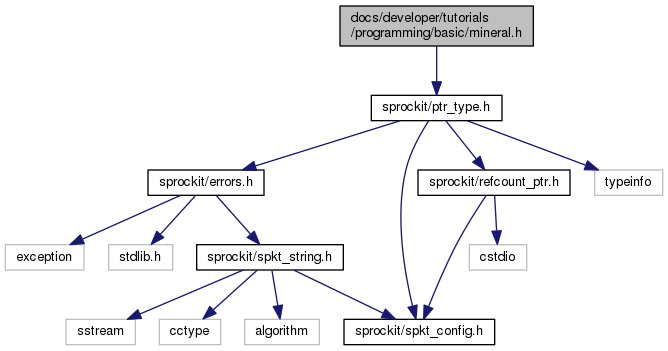 docs/developer/tutorials
/programming/basic/mineral.h
sprockit/ptr_type.h
sprockit/errors.h
sprockit/refcount_ptr.h
typeinfo
exception
stdlib.h
sprockit/spkt_string.h
cstdio
sstream
cctype
algorithm
sprockit/spkt_config.h